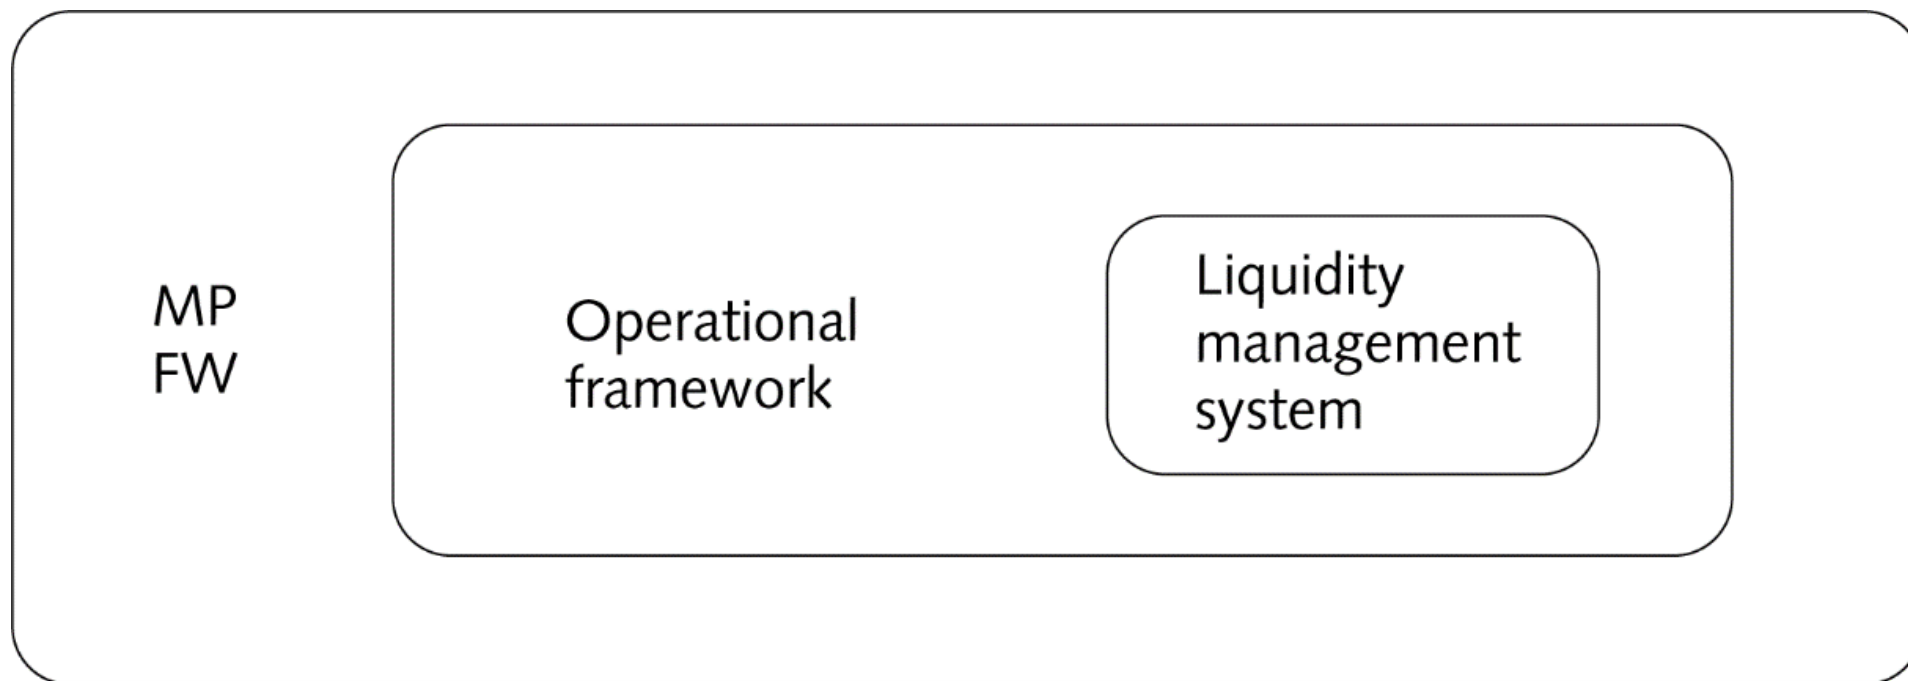 MP
FW
Operational
framework
Liquidity
management
system